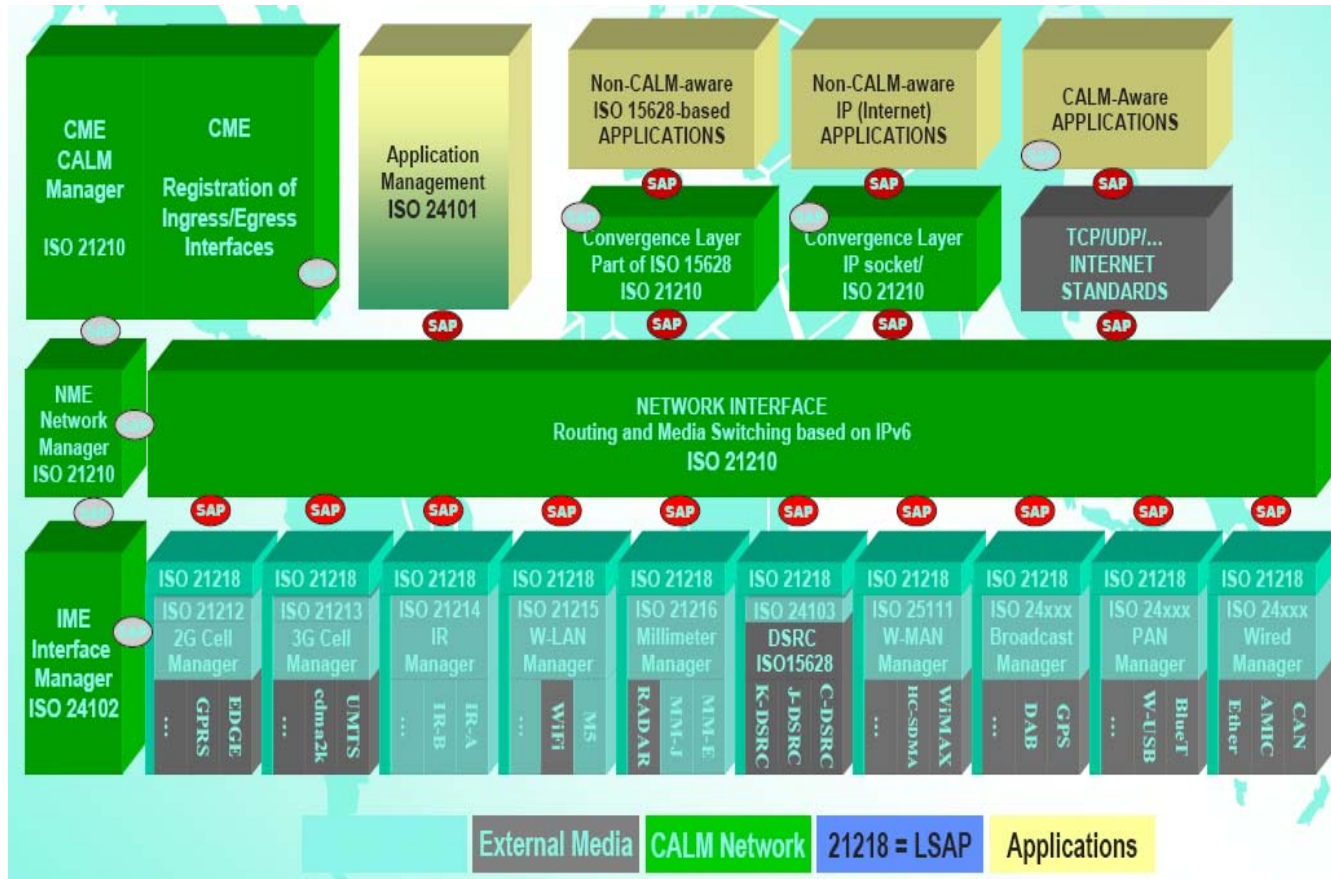 CME
CALM
Manager
ISO 21210
CME
Registration of
Ingress/Egress
Interfaces
SAP
SAP
Application
Management
ISO 24101
SAP
Non-CALM-aware
ISO 15628-based
APPLICATIONS
SAP
SAP
Convergence Layer
Part of ISO 15628
ISO 21210
SAP
Non-CALM-aware
IP (Internet)
APPLICATIONS
SAP
SAP
Convergence Layer
IP socket/
ISO 21210
SAP
CALM-Aware
APPLICATIONS
SAP
SAP
TCP/UDP/...
INTERNET
STANDARDS
SAP
NME
Network
Manager
ISO 21210
SAP
SAP
NETWORK INTERFACE
Routing and Media Switching based on IPv6
ISO 21210
SAP SAP SAP SAP SAP SAP SAP SAP SAP SAP
IME
Interface
Manager
ISO 24102
SAP
ISO 21218
ISO 21212
2G Cell
Manager
...
GPRS
EDGE
ISO 21218
ISO 21213
3G Cell
Manager
...
cdma2k
UMTS
ISO 21218
ISO 21214
IR
Manager
...
IR-B
IR-A
ISO 21218
ISO 21215
W-LAN
Manager
...
WiFi
M5
ISO 21218
ISO 21216
Millimeter
Manager
RADAR
MM-J
MM-E
ISO 21218
ISO 24103
DSRC
ISO15628
K-DSRC
J-DSRC
C-DSRC
ISO 21218
ISO 25111
W-MAN
Manager
...
HC-SDMA
WiMAX
ISO 21218
ISO 24xxx
Broadcast
Manager
...
DAB
GPS
ISO 21218
ISO 24xxx
PAN
Manager
...
W-USB
BlueT
ISO 21218
ISO 24xxx
Wired
Manager
Ether
AMIC
CAN
External Media
CALM Network
21218 = LSAP
Applications